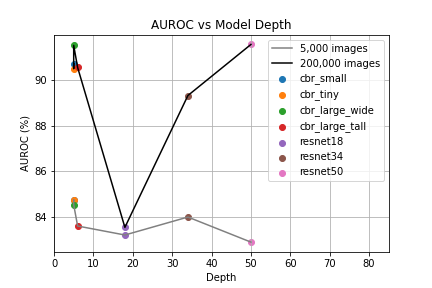 AUROC vs Model Depth
5,000 images
200,000 images
cbr_small
cbr_tiny
cbr_large_wide
cbr_large_tall
resnet18
resnet34
resnet50
AUROC (%)
90
88
86
84
0 10 20 30 40 50 60 70 80
Depth